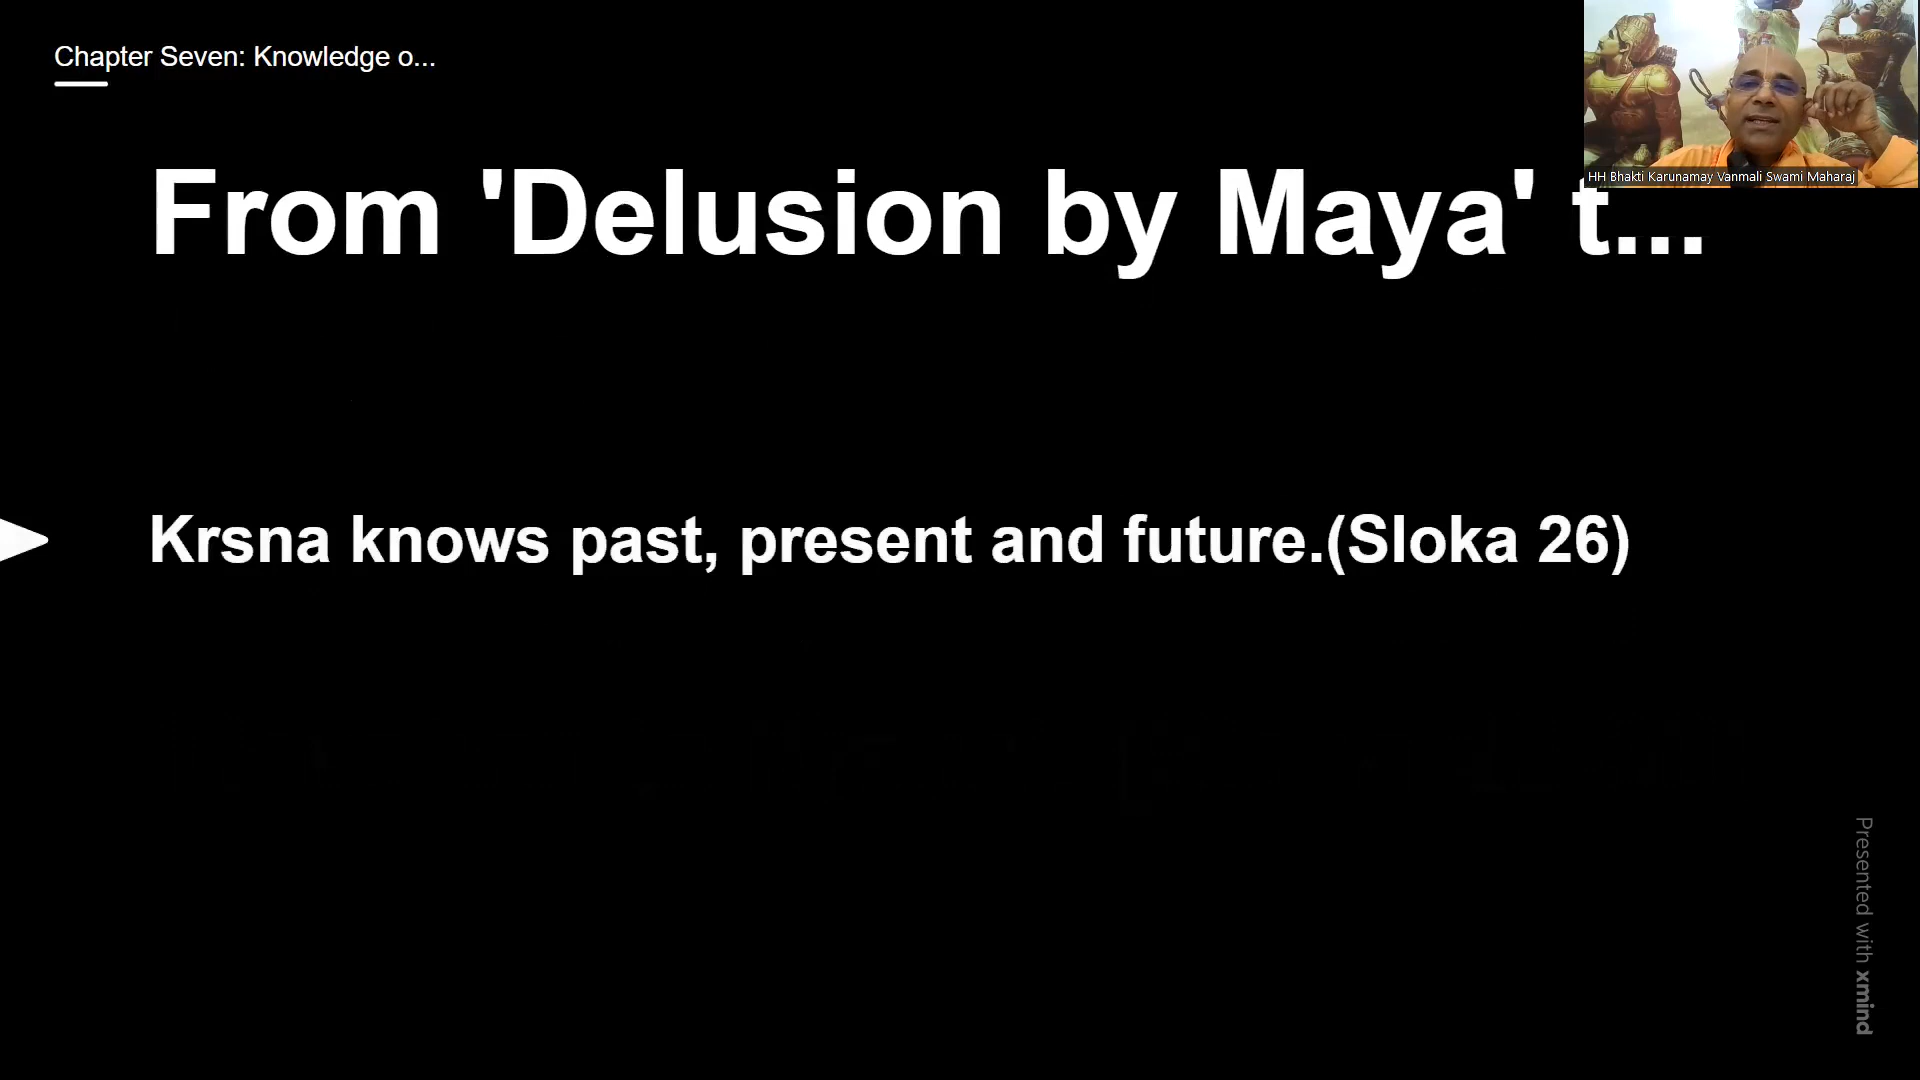 Chapter Seven: Knowledge o...
HH Bhakti Karunamay Vanmali Swami Maharaj
From 'Delusion by Maya' t...
Krsna knows past, present and future.(Sloka 26)
Presented with xmind